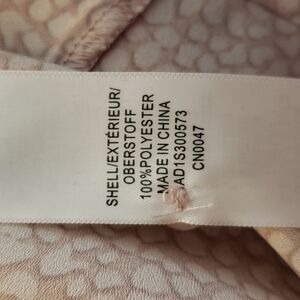 SHELL/EXTÉRIEUR/
OBERSTOFF
100%POLYESTER
MADE IN CHINA
AD1S300573
CN0047